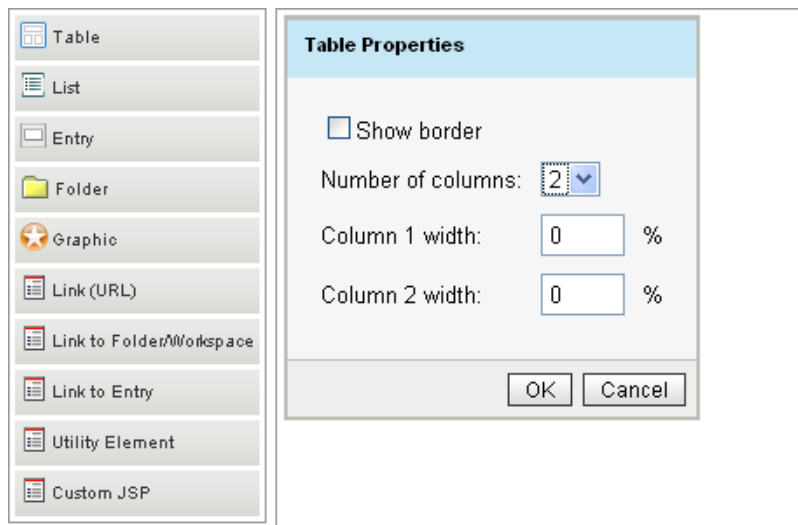 Table
List
Entry
Folder
Graphic
Link (URL)
Link to Folder/Workspace
Link to Entry
Utility Element
Custom JSP
Table Properties
Show border
Number of columns: 2
Column 1 width: 0 %
Column 2 width: 0 %
OK Cancel